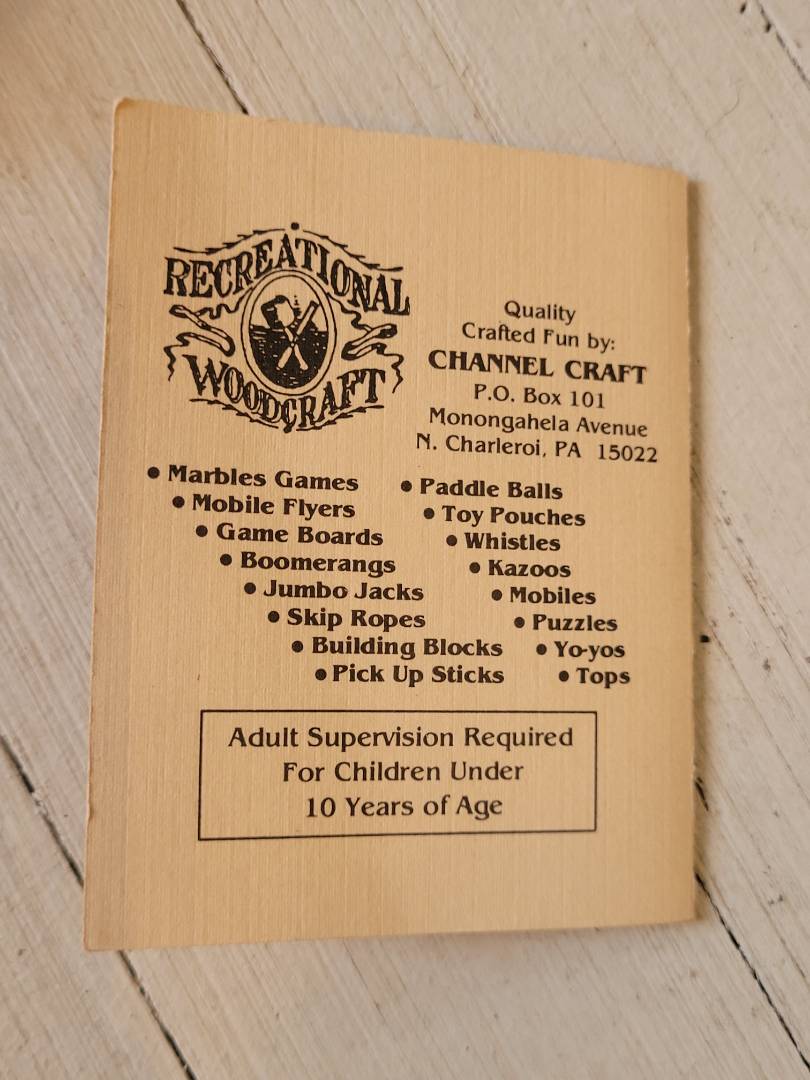 RECREATIONAL
WOODCRAFT
Quality
Crafted Fun by:
CHANNEL CRAFT
P.O. Box 101
Monongahela Avenue
N. Charleroi, PA 15022
• Marbles Games
• Mobile Flyers
• Game Boards
• Boomerangs
• Jumbo Jacks
• Skip Ropes
• Building Blocks
• Pick Up Sticks
• Paddle Balls
• Toy Pouches
• Whistles
• Kazoos
• Mobiles
• Puzzles
• Yo-yos
• Tops
Adult Supervision Required
For Children Under
10 Years of Age